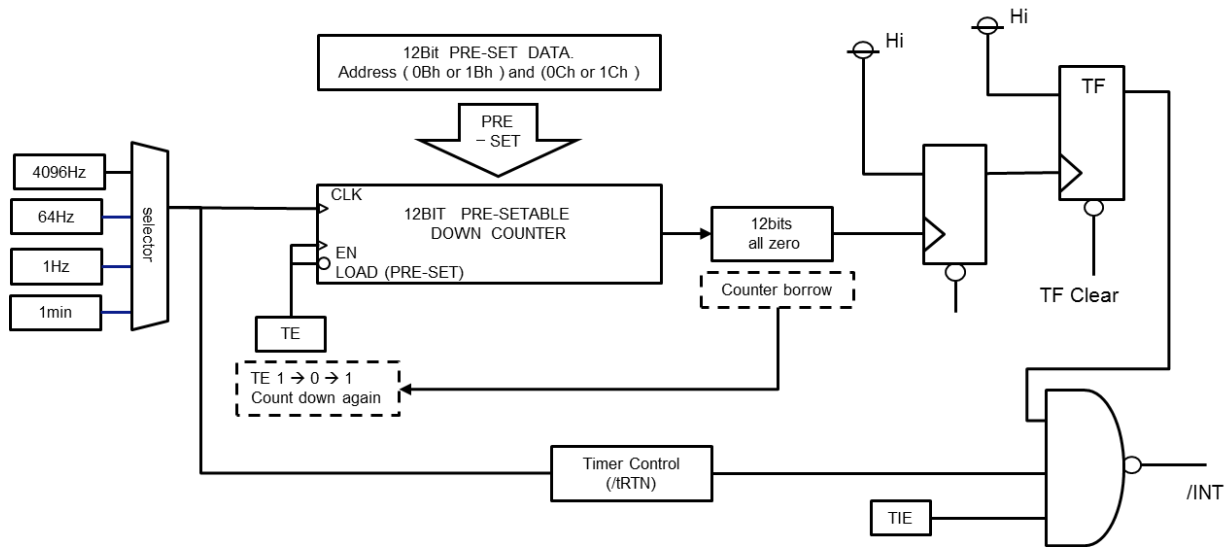 Hi
Hi
12Bit PRE-SET DATA.
Address ( 0Bh or 1Bh ) and (0Ch or 1Ch )
TF
PRE
– SET
4096Hz
64Hz
1Hz
1min
selector
CLK
12BIT PRE-SETABLE
DOWN COUNTER
EN
LOAD (PRE-SET)
12bits
all zero
Counter borrow
TF Clear
TE
TE 1 → 0 → 1
Count down again
Timer Control
(/tRTN)
TIE
/INT